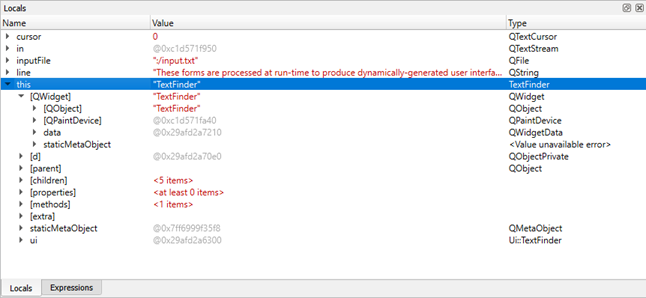 Locals
Name Value Type
cursor 0 QTextCursor
in @0xc1d571f950 QTextStream
inputFile ":/input.txt" QFile
line "These forms are processed at run-time to produce dynamically-generated user interfa... QString
this "TextFinder" TextFinder
[QWidget] "TextFinder" QWidget
[QObject] "TextFinder" QObject
[QPaintDevice] @0xc1d571fa40 QPaintDevice
data @0x29afd2a7210 QWidgetData
staticMetaObject <Value unavailable error>
[d] @0x29afd2a70e0 QObjectPrivate
[parent] QObject
[children] <5 items>
[properties] <at least 0 items>
[methods] <1 items>
[extra]
staticMetaObject @0x7ff6999f35f8 QMetaObject
ui @0x29afd2a6300 Ui::TextFinder
Locals Expressions